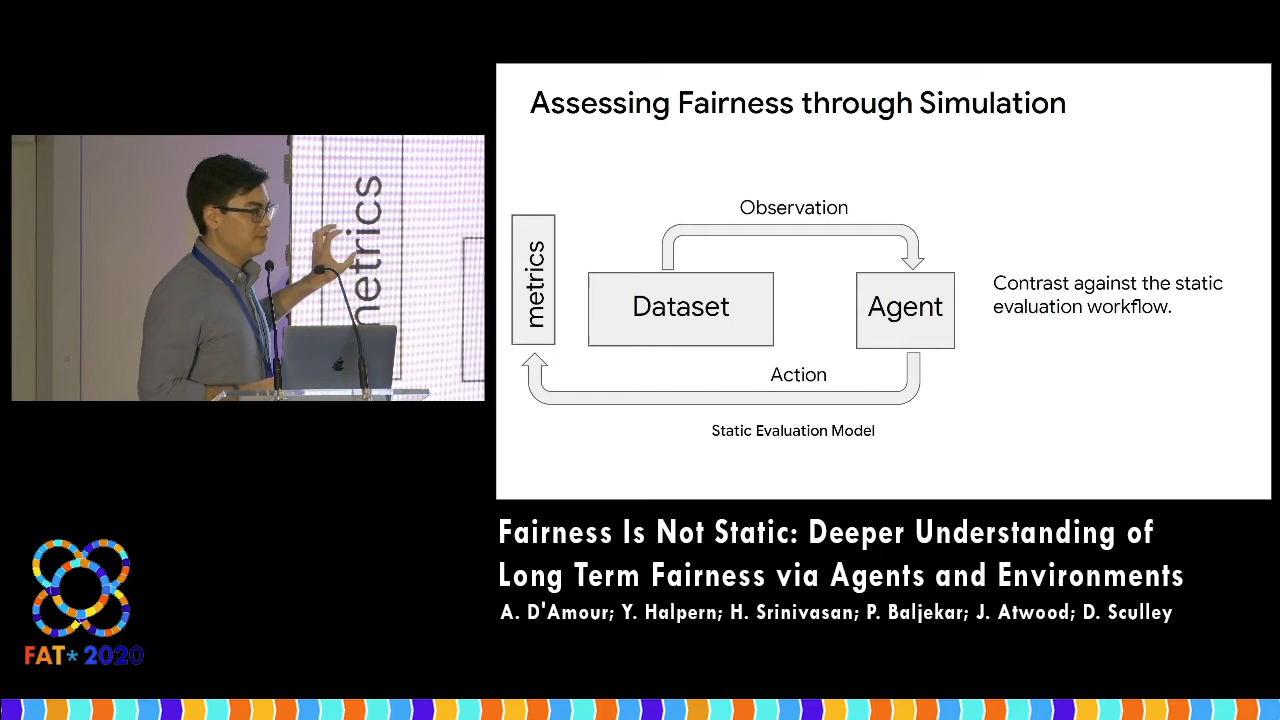 Assessing Fairness through Simulation
Observation
metrics
Dataset
Agent
Contrast against the static
evaluation workflow.
Action
Static Evaluation Model
metrics
Fairness Is Not Static: Deeper Understanding of
Long Term Fairness via Agents and Environments
A. D'Amour; Y. Halpern; H. Srinivasan; P. Baljekar; J. Atwood; D. Sculley
FAT* 2020